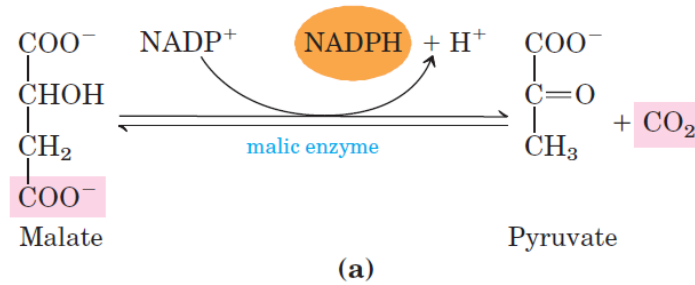 COO⁻ NADP⁺ NADPH + H⁺ COO⁻
CHOH C=O
+ CO₂
CH₂ malic enzyme CH₃
COO⁻
Malate Pyruvate
(a)